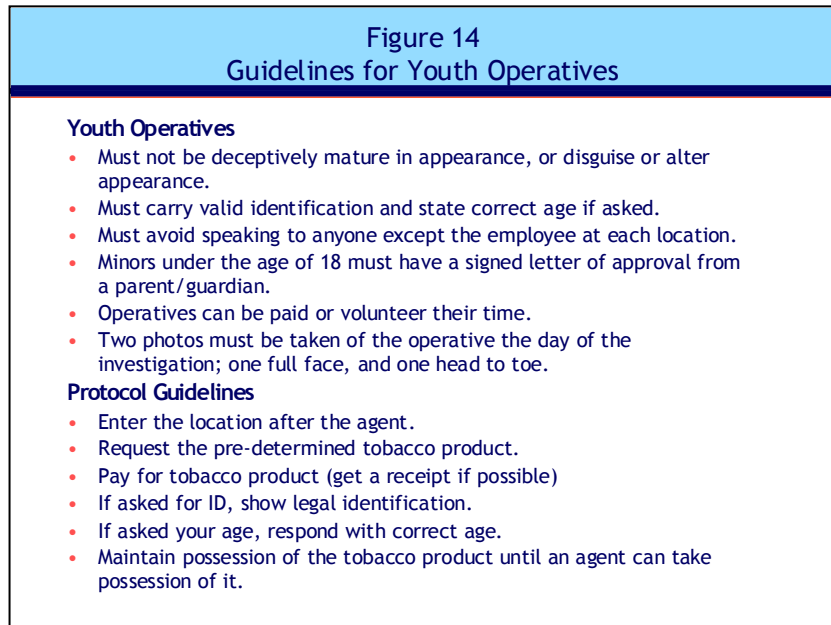 Figure 14
Guidelines for Youth Operatives
Youth Operatives
• Must not be deceptively mature in appearance, or disguise or alter
appearance.
• Must carry valid identification and state correct age if asked.
• Must avoid speaking to anyone except the employee at each location.
• Minors under the age of 18 must have a signed letter of approval from
a parent/guardian.
• Operatives can be paid or volunteer their time.
• Two photos must be taken of the operative the day of the
investigation; one full face, and one head to toe.
Protocol Guidelines
• Enter the location after the agent.
• Request the pre-determined tobacco product.
• Pay for tobacco product (get a receipt if possible)
• If asked for ID, show legal identification.
• If asked your age, respond with correct age.
• Maintain possession of the tobacco product until an agent can take
possession of it.